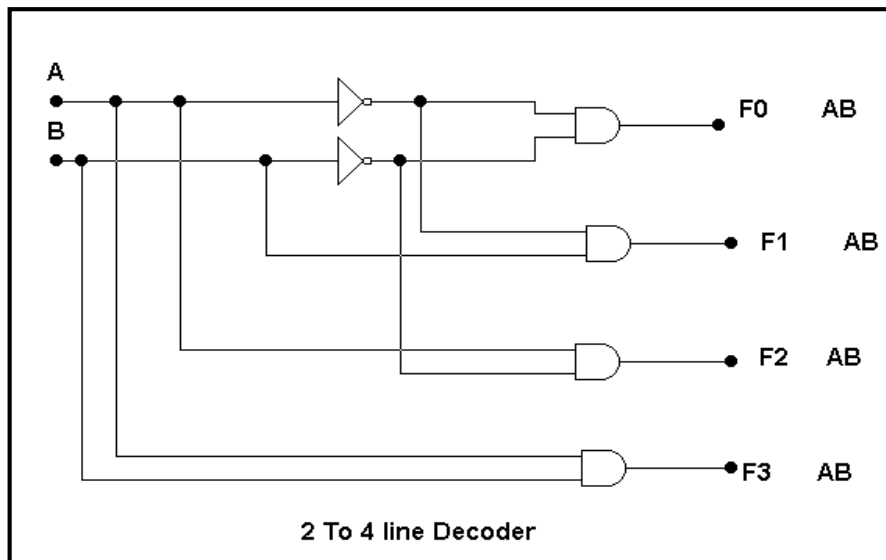 A
B
F0 AB
F1 AB
F2 AB
F3 AB
2 To 4 line Decoder